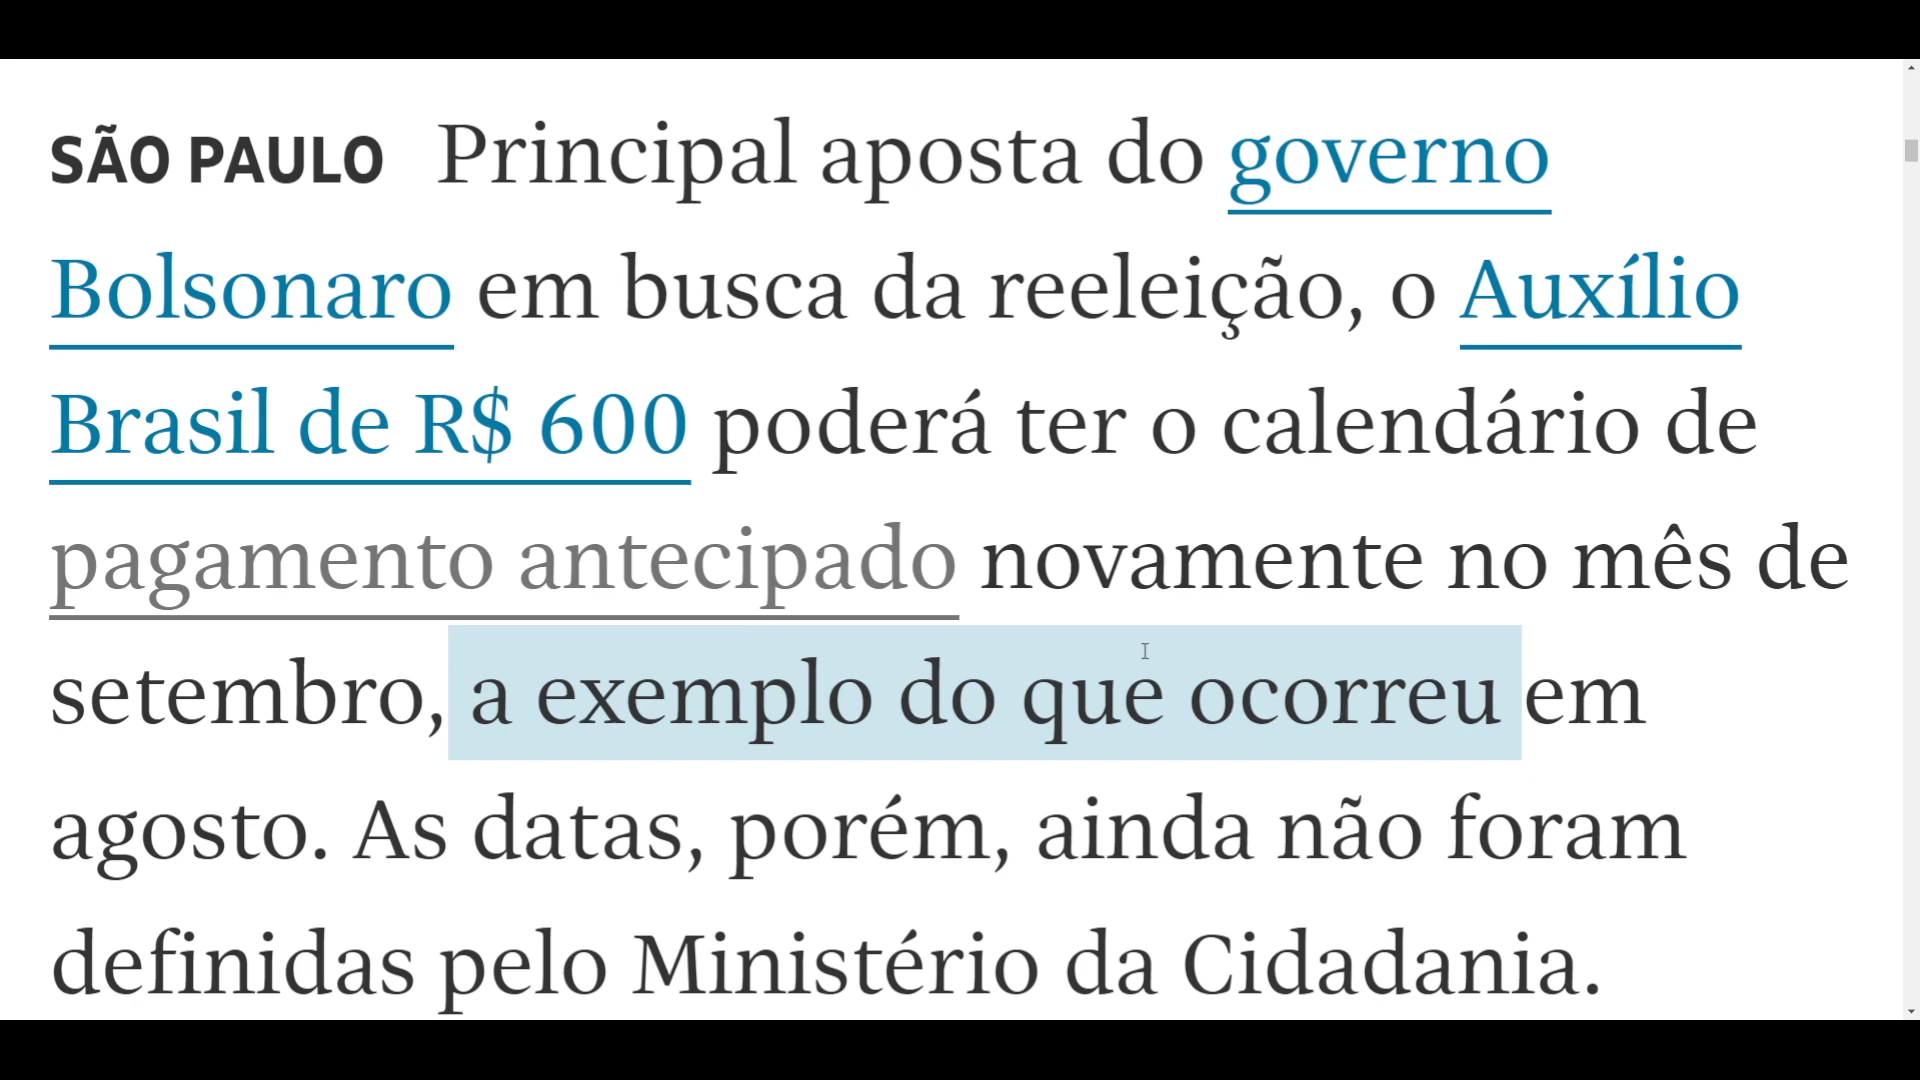 SÃO PAULO Principal aposta do governo
Bolsonaro em busca da reeleição, o Auxílio
Brasil de R$ 600 poderá ter o calendário de
pagamento antecipado novamente no mês de
setembro, a exemplo do que ocorreu em
agosto. As datas, porém, ainda não foram
definidas pelo Ministério da Cidadania.